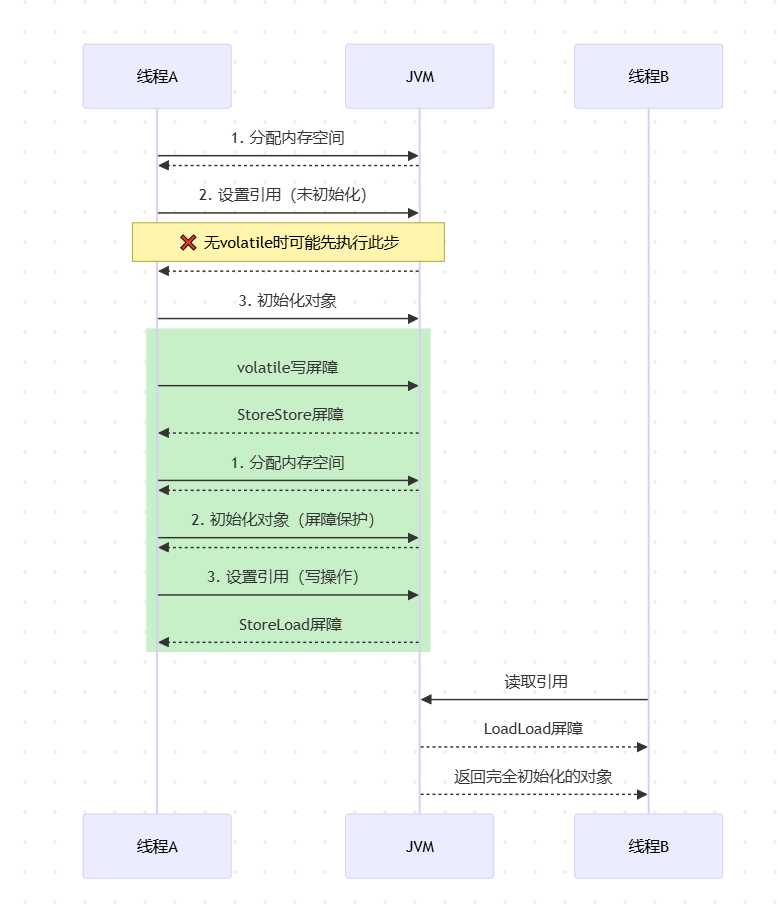 线程A
JVM
线程B
1. 分配内存空间
2. 设置引用（未初始化）
❌ 无volatile时可能先执行此步
3. 初始化对象
volatile写屏障
StoreStore屏障
1. 分配内存空间
2. 初始化对象（屏障保护）
3. 设置引用（写操作）
StoreLoad屏障
读取引用
LoadLoad屏障
返回完全初始化的对象
线程A
JVM
线程B